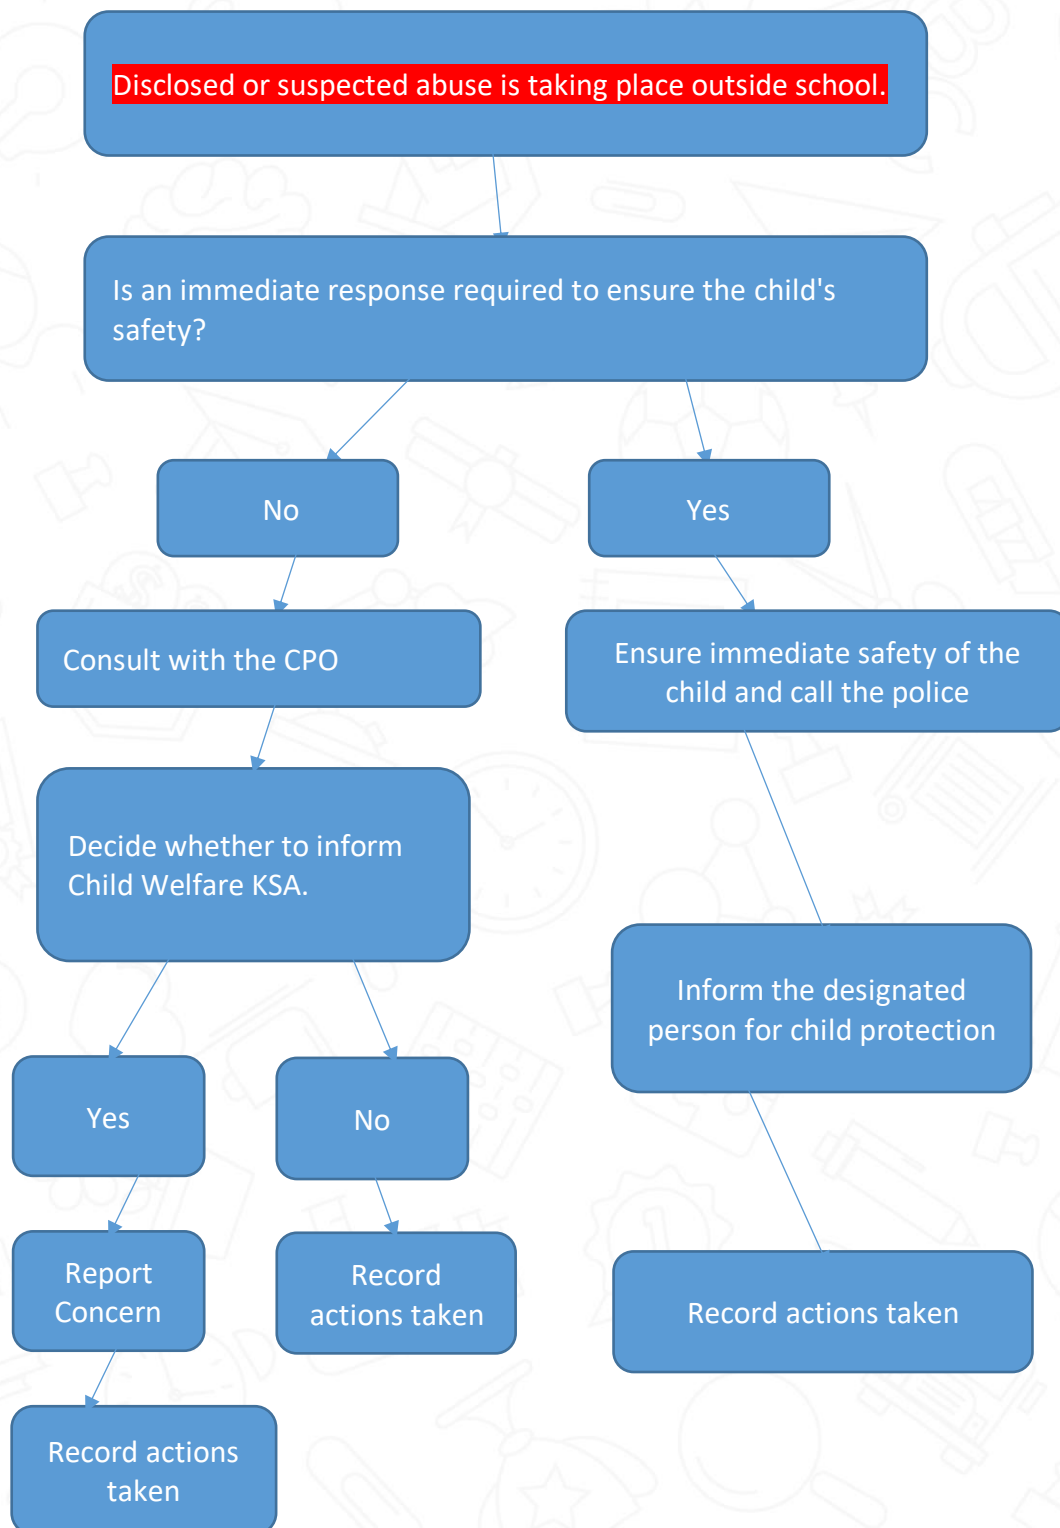 Disclosed or suspected abuse is taking place outside school.
Is an immediate response required to ensure the child's
safety?
No
Yes
Consult with the CPO
Ensure immediate safety of the
child and call the police
Decide whether to inform
Child Welfare KSA.
Inform the designated
person for child protection
Yes
No
Report
Concern
Record
actions taken
Record actions taken
Record actions
taken